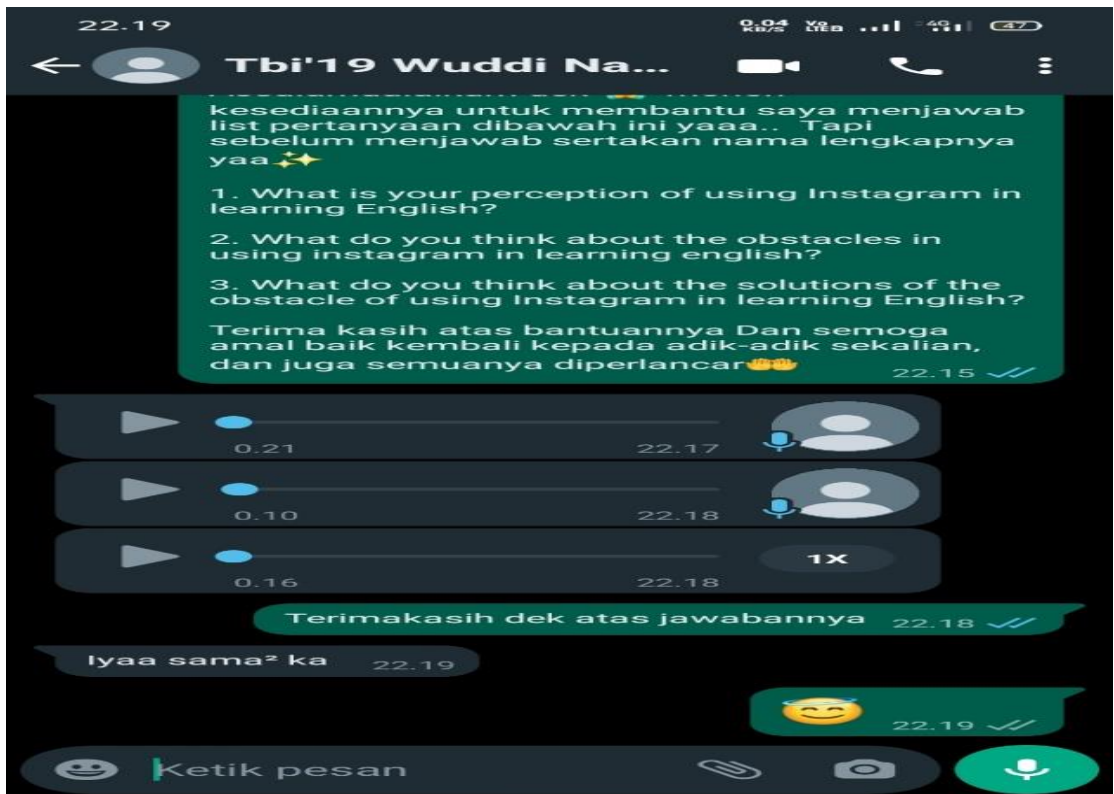 22.19
0.04 KB/S Vo LTE 4G 47
Tbi'19 Wuddi Na...
kesediaannya untuk membantu saya menjawab
list pertanyaan dibawah ini yaaa.. Tapi
sebelum menjawab sertakan nama lengkapnya
yaa
1. What is your perception of using Instagram in
learning English?
2. What do you think about the obstacles in
using instagram in learning english?
3. What do you think about the solutions of the
obstacle of using Instagram in learning English?
Terima kasih atas bantuannya Dan semoga
amal baik kembali kepada adik-adik sekalian,
dan juga semuanya diperlancar
22.15
0.21 22.17
0.10 22.18
1X
0.16 22.18
Terimakasih dek atas jawabannya 22.18
Iyaa sama² ka 22.19
22.19
Ketik pesan